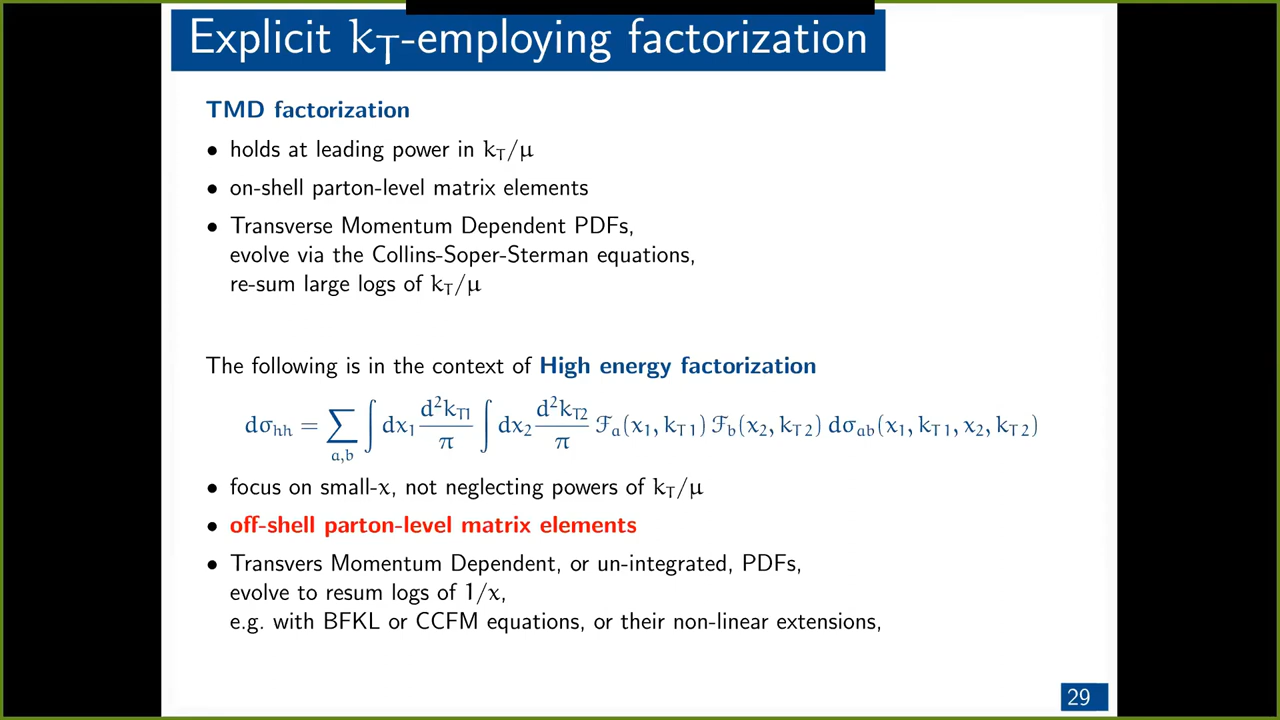 Explicit kT-employing factorization
TMD factorization
• holds at leading power in kT/μ
• on-shell parton-level matrix elements
• Transverse Momentum Dependent PDFs,
evolve via the Collins-Soper-Sterman equations,
re-sum large logs of kT/μ
The following is in the context of High energy factorization
dσhh = ∑a,b ∫ dx1 d²kT1/π ∫ dx2 d²kT2/π ℱa(x1, kT1) ℱb(x2, kT2) dσab(x1, kT1, x2, kT2)
• focus on small-x, not neglecting powers of kT/μ
• off-shell parton-level matrix elements
• Transvers Momentum Dependent, or un-integrated, PDFs,
evolve to resum logs of 1/x,
e.g. with BFKL or CCFM equations, or their non-linear extensions,
29